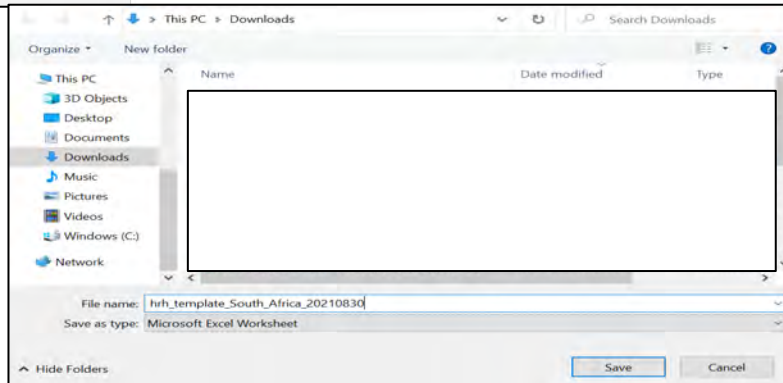 This PC > Downloads
Search Downloads
Organize
New folder
This PC
3D Objects
Desktop
Documents
Downloads
Music
Pictures
Videos
Windows (C:)
Network
Name
Date modified
Type
File name: hrh_template_South_Africa_20210830
Save as type: Microsoft Excel Worksheet
Hide Folders
Save
Cancel